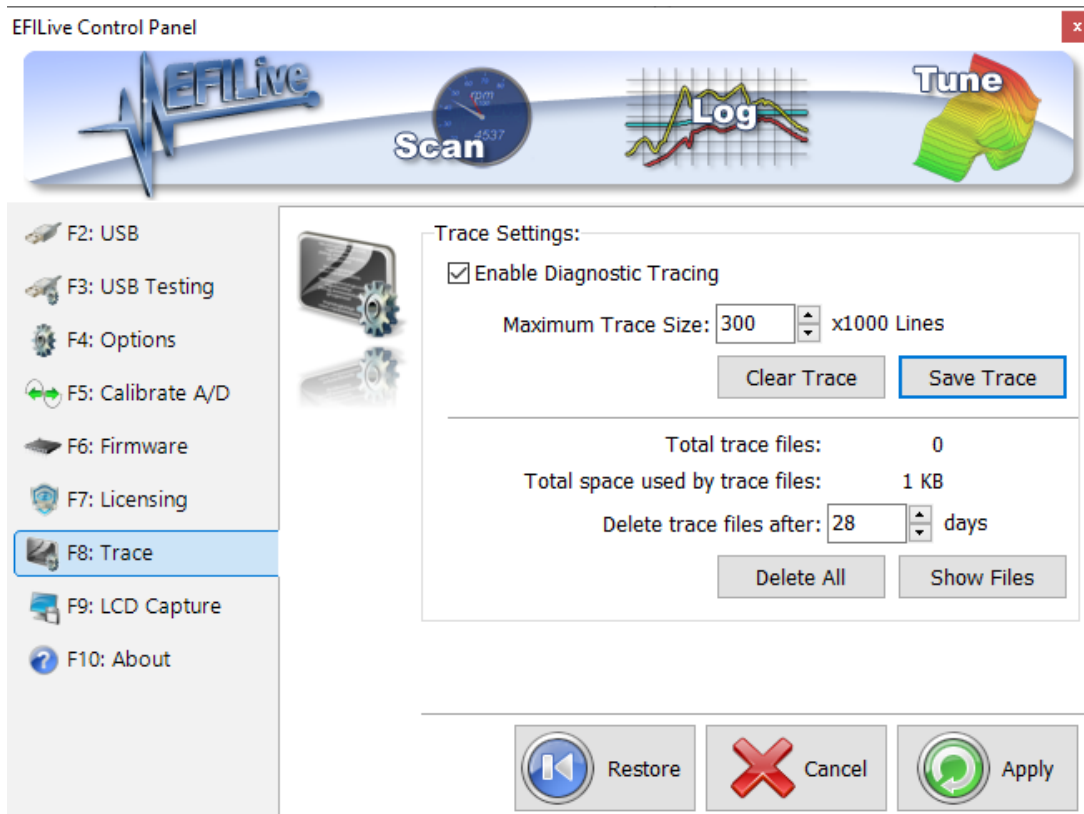 EFILive Control Panel
x
EFILive
Scan
rpm
4537
Log
Tune
F2: USB
F3: USB Testing
F4: Options
F5: Calibrate A/D
F6: Firmware
F7: Licensing
F8: Trace
F9: LCD Capture
F10: About
Trace Settings:
Enable Diagnostic Tracing
Maximum Trace Size: 300 x1000 Lines
Clear Trace Save Trace
Total trace files: 0
Total space used by trace files: 1 KB
Delete trace files after: 28 days
Delete All Show Files
Restore Cancel Apply